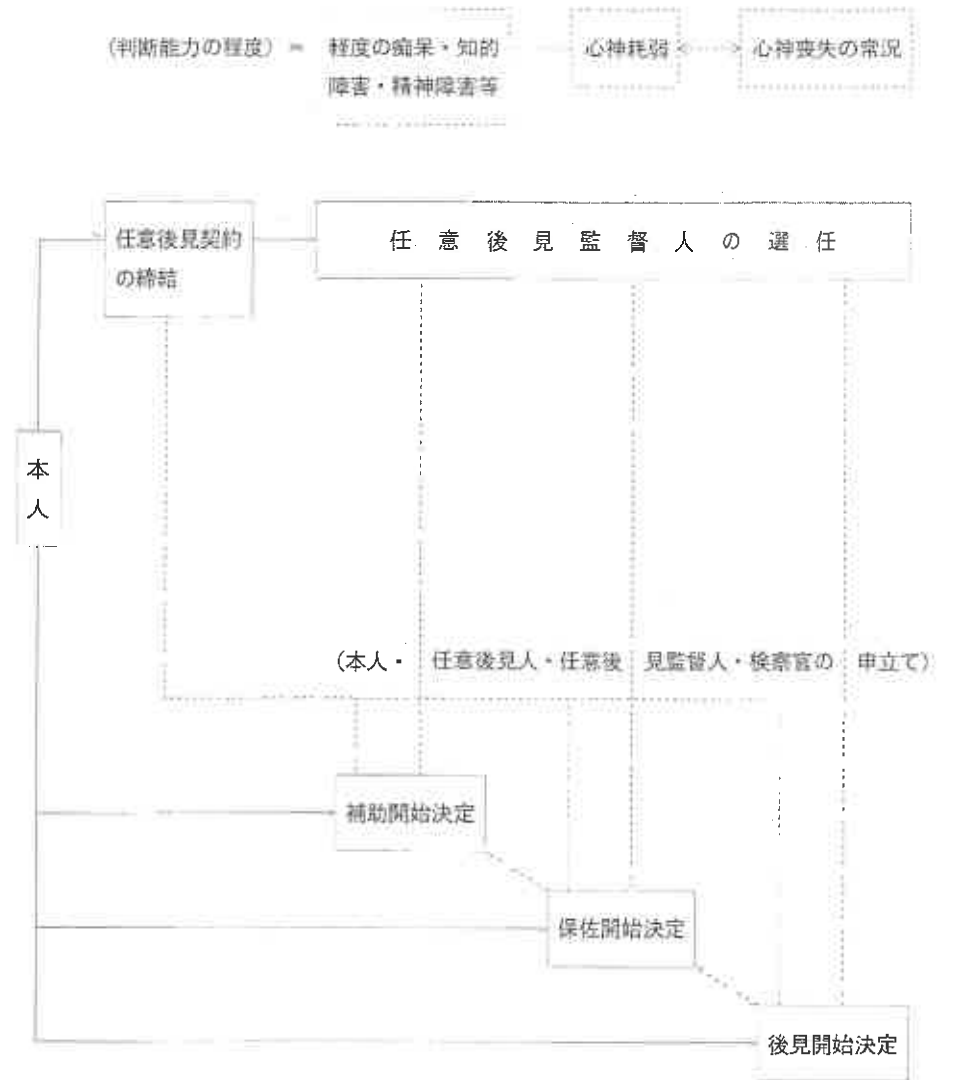 (判断能力の程度) = 軽度の痴呆・知的 心神耗弱 心神喪失の常況
障害・精神障害等
任意後見契約 任意後見監督人の選任
の締結
本
人
(本人・任意後見人・任意後見監督人・検察官の申立て)
補助開始決定
保佐開始決定
後見開始決定